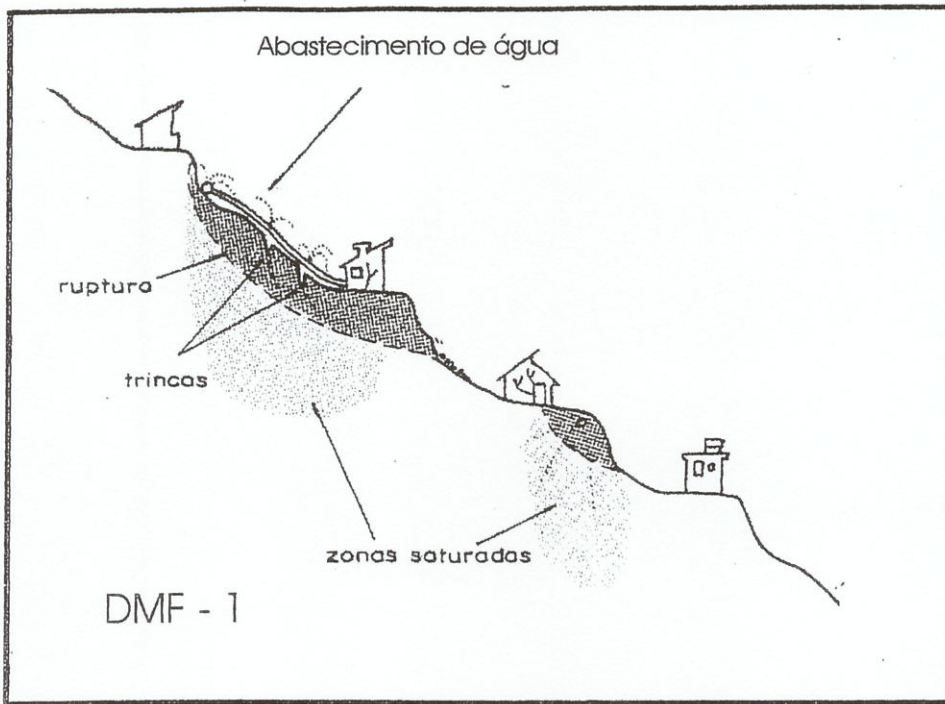 Abastecimento de água
ruptura
trincas
zonas saturadas
DMF - 1